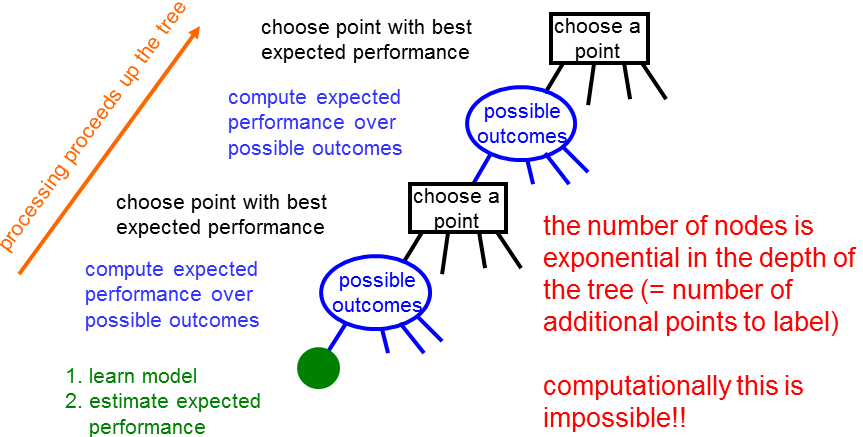 processing proceeds up the tree
choose point with best
expected performance
choose a
point
compute expected
performance over
possible outcomes
possible
outcomes
choose point with best
expected performance
choose a
point
compute expected
performance over
possible outcomes
possible
outcomes
1. learn model
2. estimate expected
performance
the number of nodes is
exponential in the depth of
the tree (= number of
additional points to label)
computationally this is
impossible!!